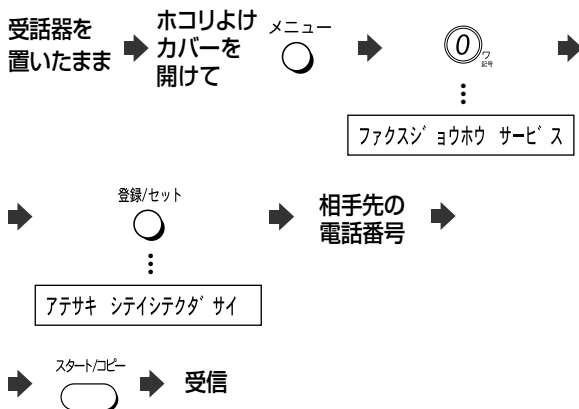 受話器を
置いたまま
ホコリよけ
カバーを
開けて
メニュー
0
ワ
記号
ファクスジョウホウ サービス
登録/セット
アテサキ シテイシテクダサイ
相手先の
電話番号
スタート/コピー
受信